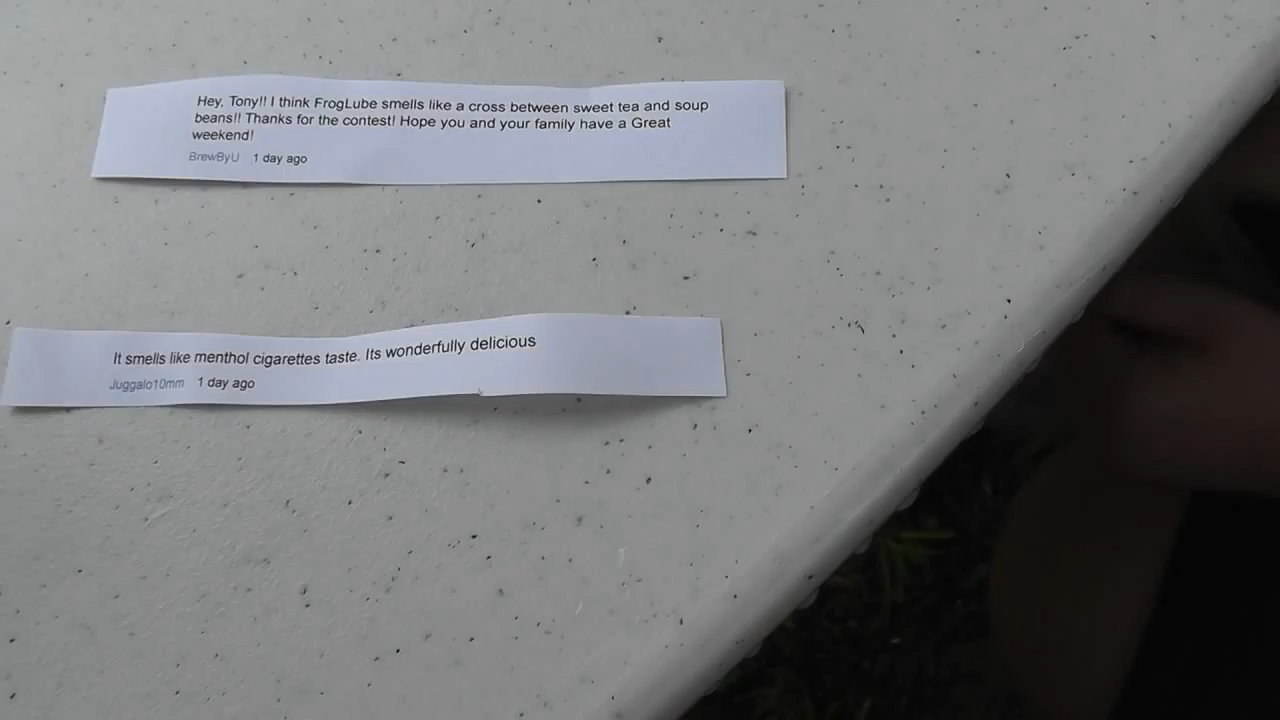 Hey, Tony!! I think FrogLube smells like a cross between sweet tea and soup
beans!! Thanks for the contest! Hope you and your family have a Great
weekend!
BrewByU 1 day ago
It smells like menthol cigarettes taste. Its wonderfully delicious
Juggalo10mm 1 day ago